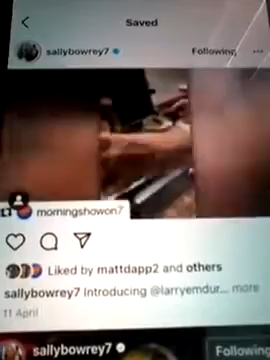 Saved
sallybowrey7
Following
morningshowon7
Liked by mattdapp2 and others
sallybowrey7 Introducing @larryemdur... more
11 April
sallybowrey7
Following